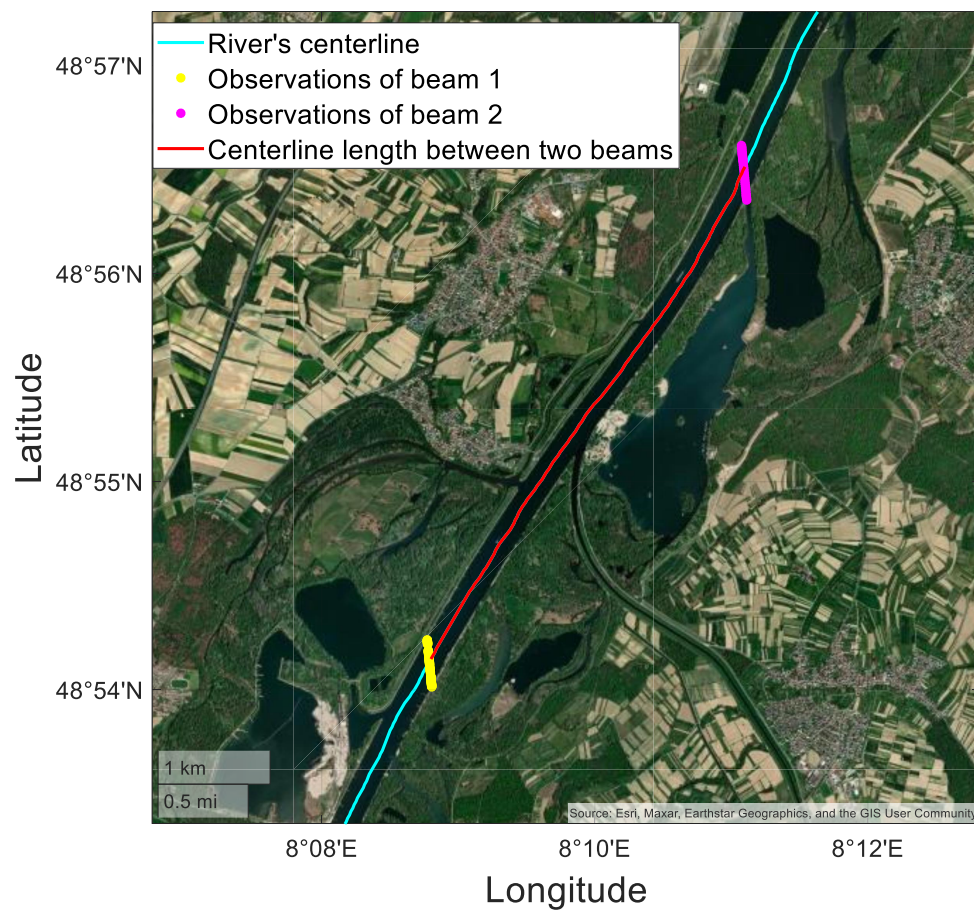 River's centerline
Observations of beam 1
Observations of beam 2
Centerline length between two beams
48°57'N
48°56'N
48°55'N
48°54'N
Latitude
1 km
0.5 mi
Source: Esri, Maxar, Earthstar Geographics, and the GIS User Community
8°08'E
8°10'E
8°12'E
Longitude